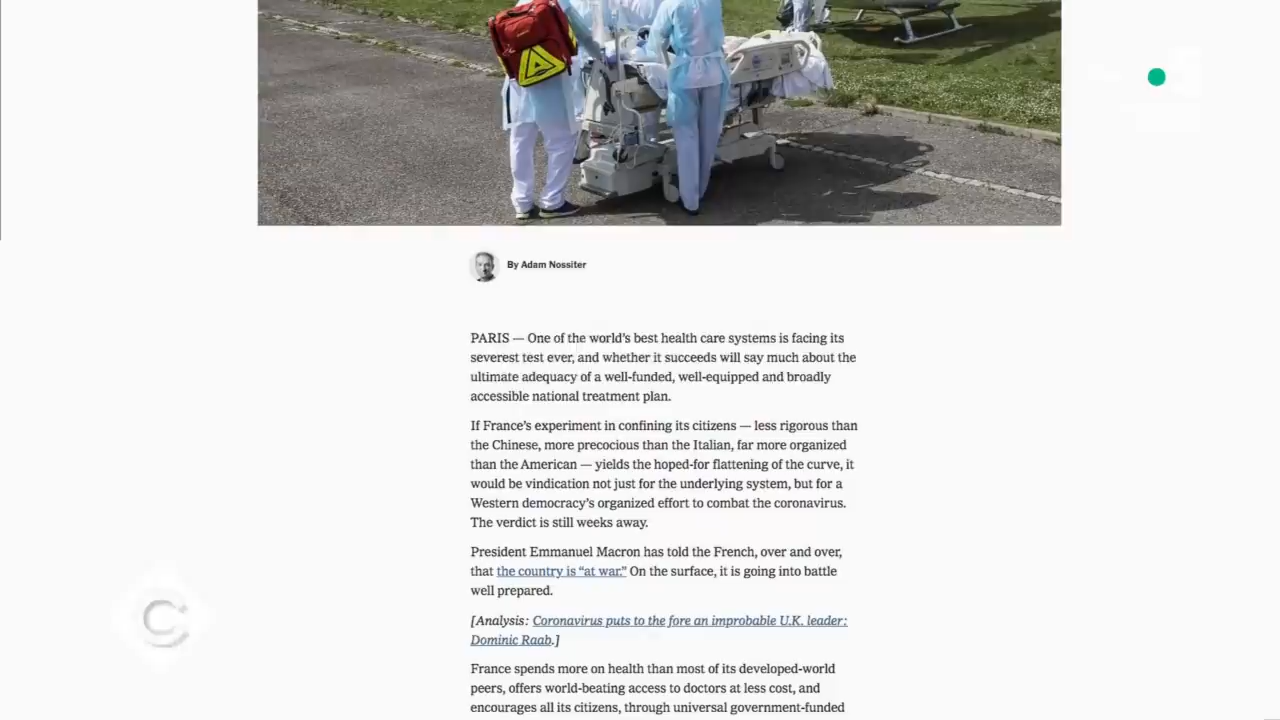 By Adam Nossiter
PARIS — One of the world's best health care systems is facing its
severest test ever, and whether it succeeds will say much about the
ultimate adequacy of a well-funded, well-equipped and broadly
accessible national treatment plan.
If France's experiment in confining its citizens — less rigorous than
the Chinese, more precocious than the Italian, far more organized
than the American — yields the hoped-for flattening of the curve, it
would be vindication not just for the underlying system, but for a
Western democracy's organized effort to combat the coronavirus.
The verdict is still weeks away.
President Emmanuel Macron has told the French, over and over,
that the country is “at war.” On the surface, it is going into battle
well prepared.
[Analysis: Coronavirus puts to the fore an improbable U.K. leader:
Dominic Raab.]
France spends more on health than most of its developed-world
peers, offers world-beating access to doctors at less cost, and
encourages all its citizens, through universal government-funded
C